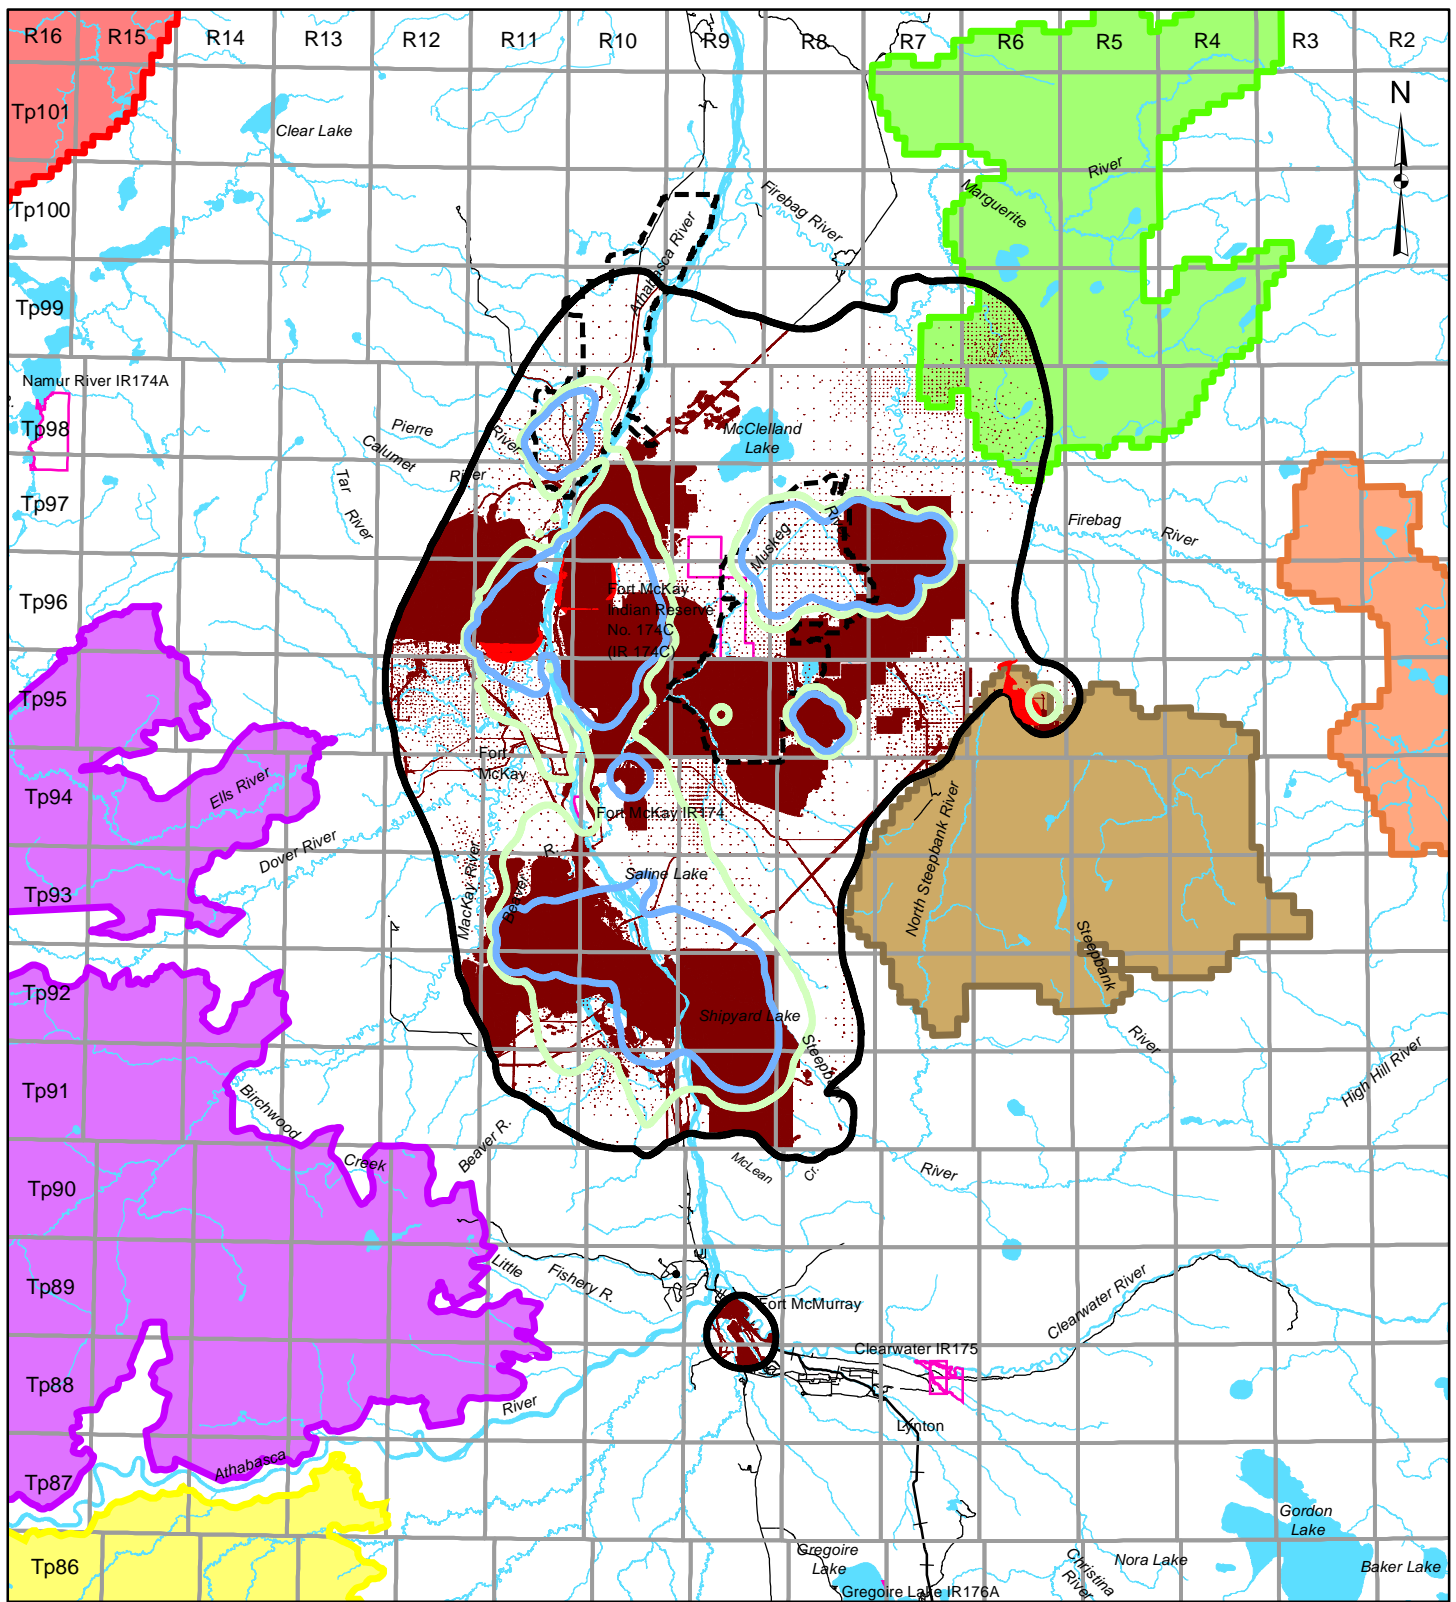 R16 R15 R14 R13 R12 R11 R10 R9 R8 R7 R6 R5 R4 R3 R2
N
Tp101
Clear Lake
River
Marguerite
Tp100
Firebag River
Athabasca River
Tp99
Namur River IR174A
Tp98
Pierre
River
Calumet
River
McClelland
Lake
Tar
River
Tp97
Muskeg
River
Firebag
River
Tp96
Fort McKay
Indian Reserve
No. 174C
(IR 174C)
Tp95
Fort
McKay
Tp94
Ells River
Fort McKay IR174
North Steepbank River
Dover River
Tp93
MacKay River
Beaver
R.
Saline Lake
Steepbank
River
Tp92
Shipyard Lake
Steepb
High Hill River
Tp91
Birchwood
Creek
Beaver R.
McLean
Cr.
River
Tp90
Little
Fishery R.
Tp89
Fort McMurray
Clearwater River
Clearwater IR175
Tp88
River
Lynton
Athabasca
Tp87
Gordon
Lake
Tp86
Gregoire
Lake
Christina
River
Nora Lake
Baker Lake
Gregoire Lake IR176A